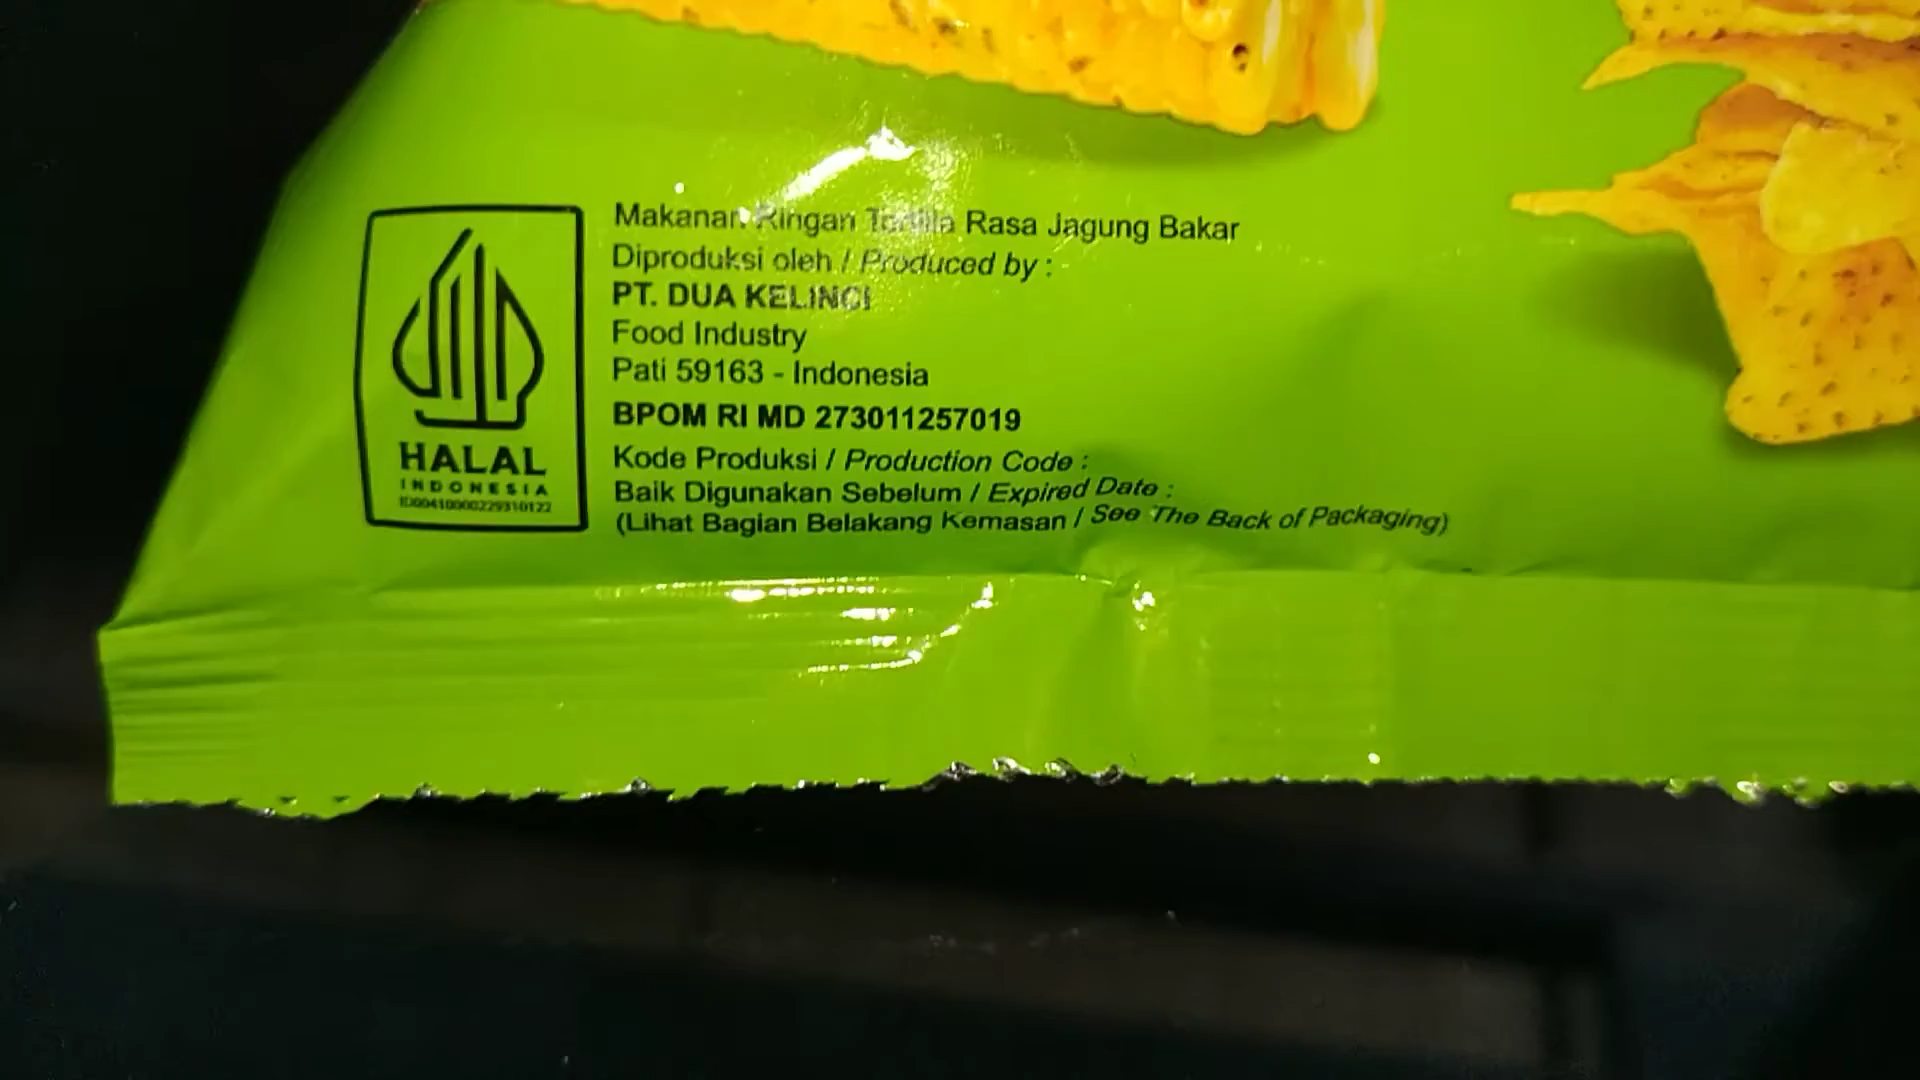 Makanan Ringan Tortilla Rasa Jagung Bakar
Diproduksi oleh / Produced by :
PT. DUA KELINCI
Food Industry
Pati 59163 - Indonesia
BPOM RI MD 273011257019
Kode Produksi / Production Code :
Baik Digunakan Sebelum / Expired Date :
(Lihat Bagian Belakang Kemasan / See The Back of Packaging)
HALAL
INDONESIA
ID00410000229310122